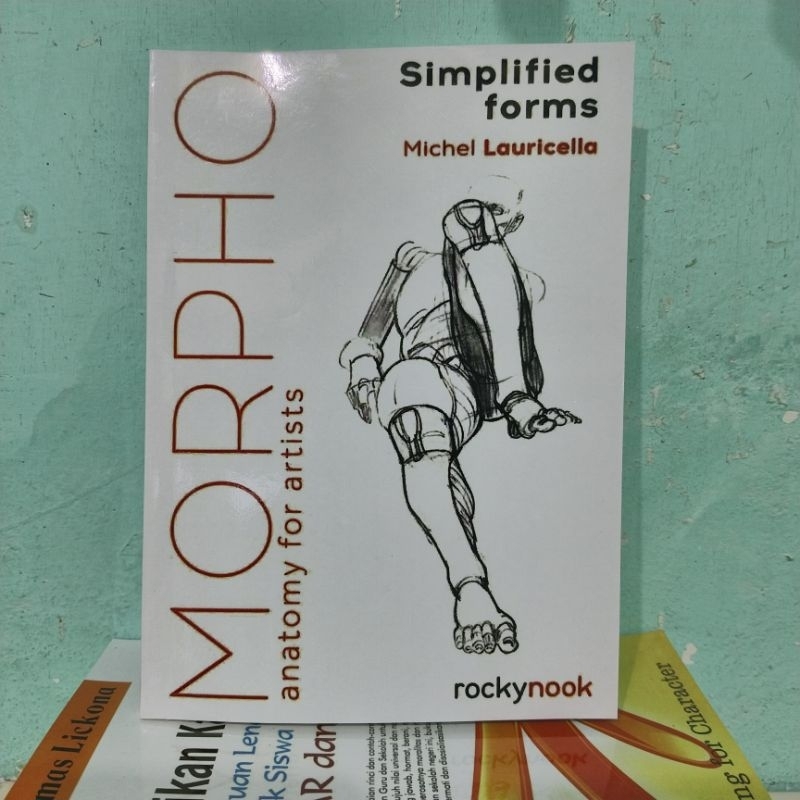 Simplified
forms
Michel Lauricella
MORPHO
anatomy for artists
rockynook
mas Lickona
ikan K
uan Len
k Siswa
AR dan
ng for Character